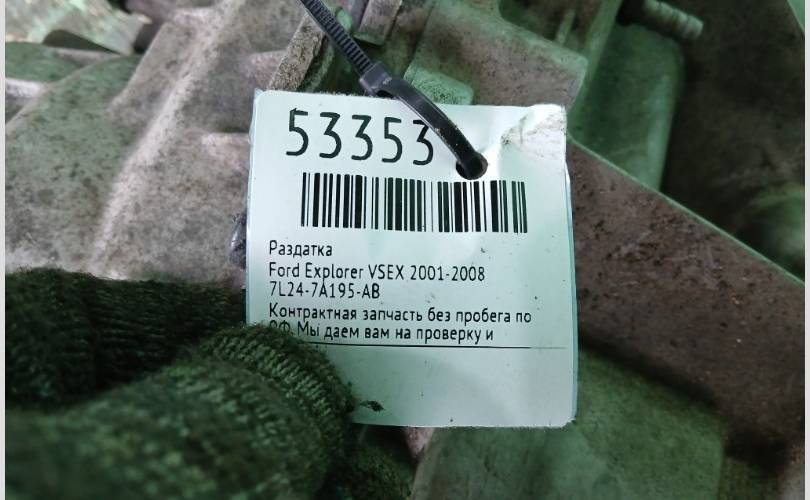 53353
Раздатка
Ford Explorer VSEX 2001-2008
7L24-7A195-AB
Контрактная запчасть без пробега по
РФ. Мы даем вам на проверку и